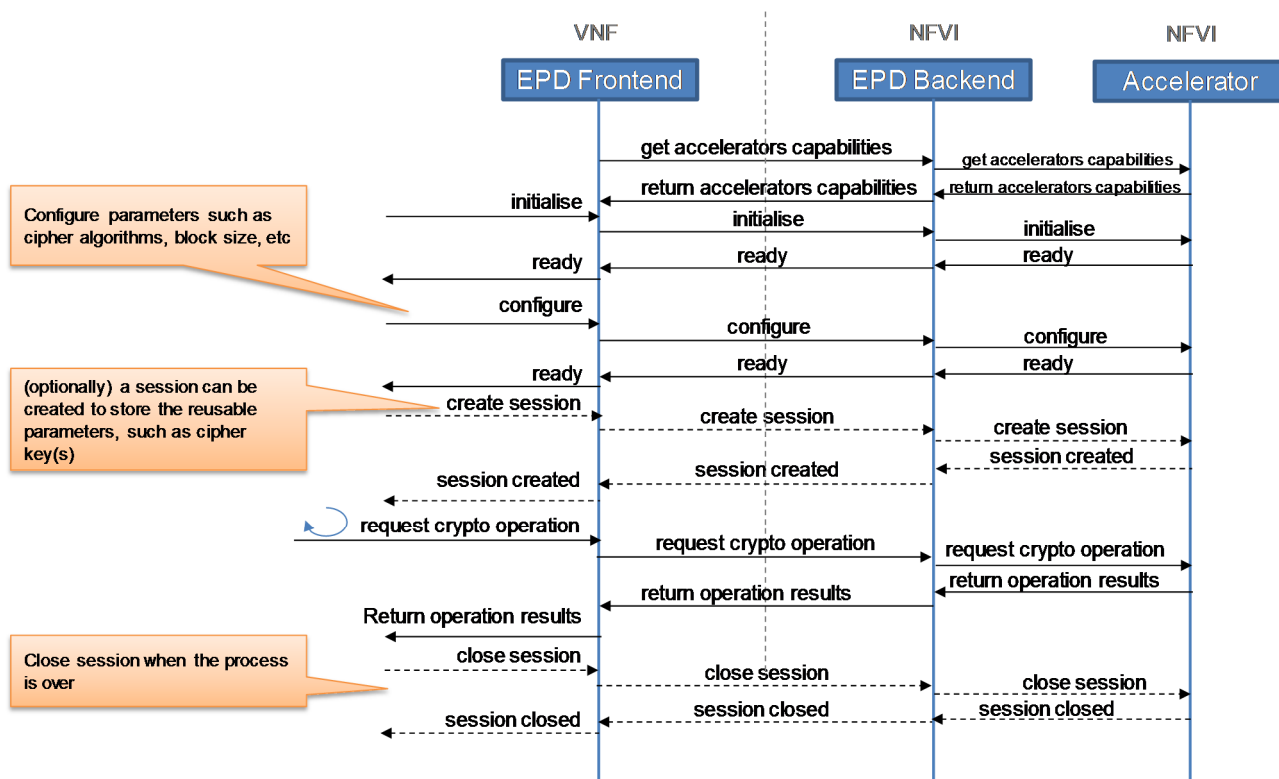 VNF
NFVI
NFVI
EPD Frontend
EPD Backend
Accelerator
get accelerators capabilities
get accelerators capabilities
return accelerators capabilities
return accelerators capabilities
Configure parameters such as
cipher algorithms, block size, etc
initialise
initialise
initialise
ready
ready
ready
configure
configure
configure
ready
ready
ready
(optionally) a session can be
created to store the reusable
parameters, such as cipher
key(s)
create session
create session
create session
session created
session created
session created
request crypto operation
request crypto operation
request crypto operation
return operation results
return operation results
Return operation results
Close session when the process
is over
close session
close session
close session
session closed
session closed
session closed